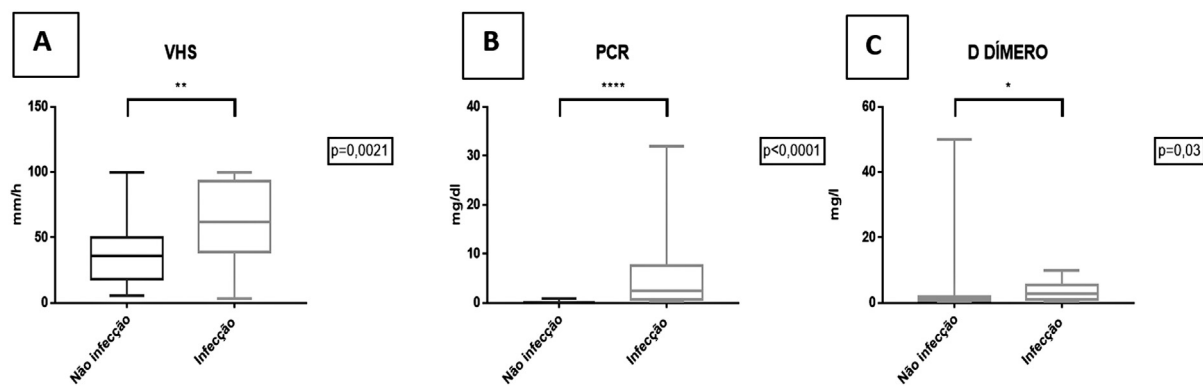 A
VHS
**
150
100
50
0
mm/h
p=0,0021
Não infecção
Infecção
B
PCR
****
40
30
20
10
0
mg/dl
p<0,0001
Não infecção
Infecção
C
D DÍMERO
*
60
40
20
0
mg/l
p=0,03
Não infecção
Infecção